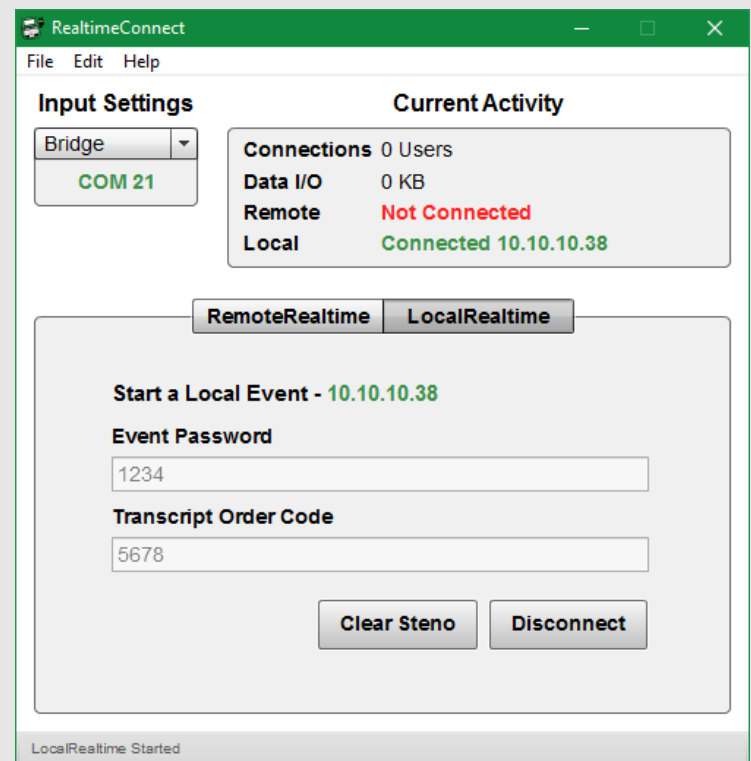 RealtimeConnect
File Edit Help
Input Settings
Bridge
COM 21
Current Activity
Connections 0 Users
Data I/O 0 KB
Remote Not Connected
Local Connected 10.10.10.38
RemoteRealtime LocalRealtime
Start a Local Event - 10.10.10.38
Event Password
1234
Transcript Order Code
5678
Clear Steno Disconnect
LocalRealtime Started